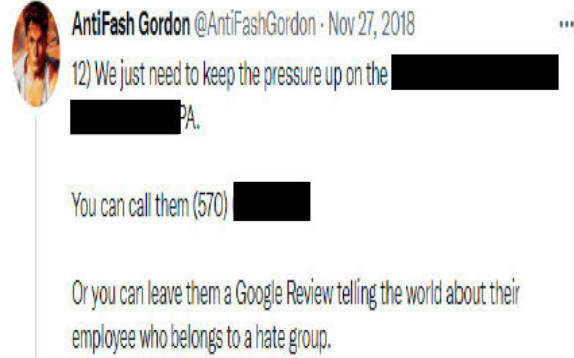 AntiFash Gordon @AntiFashGordon · Nov 27, 2018
12) We just need to keep the pressure up on the
PA.
You can call them (570)
Or you can leave them a Google Review telling the world about their
employee who belongs to a hate group.